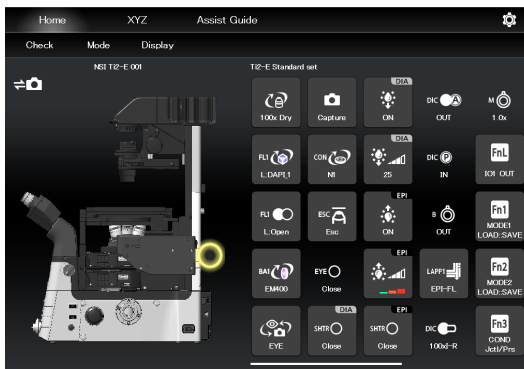 Home XYZ Assist Guide
Check Mode Display
NSI Ti2-E 001
Ti2-E Standard set
100x Dry
Capture
DIA
ON
DIC A
OUT
M
1.0x
FL1
L:DAPI_1
CON
N1
DIA
25
DIC P
IN
FnL
IO1 OUT
FL1
L:Open
ESC
Esc
EPI
ON
B
OUT
Fn1
MODE1
LOAD::SAVE
BA1
EM400
EYE
Close
EPI
LAPP1
EPI-FL
Fn2
MODE2
LOAD::SAVE
EYE
DIA
SHTR
Close
EPI
SHTR
Close
DIC
100xI-R
Fn3
COND
Jctl/Prs